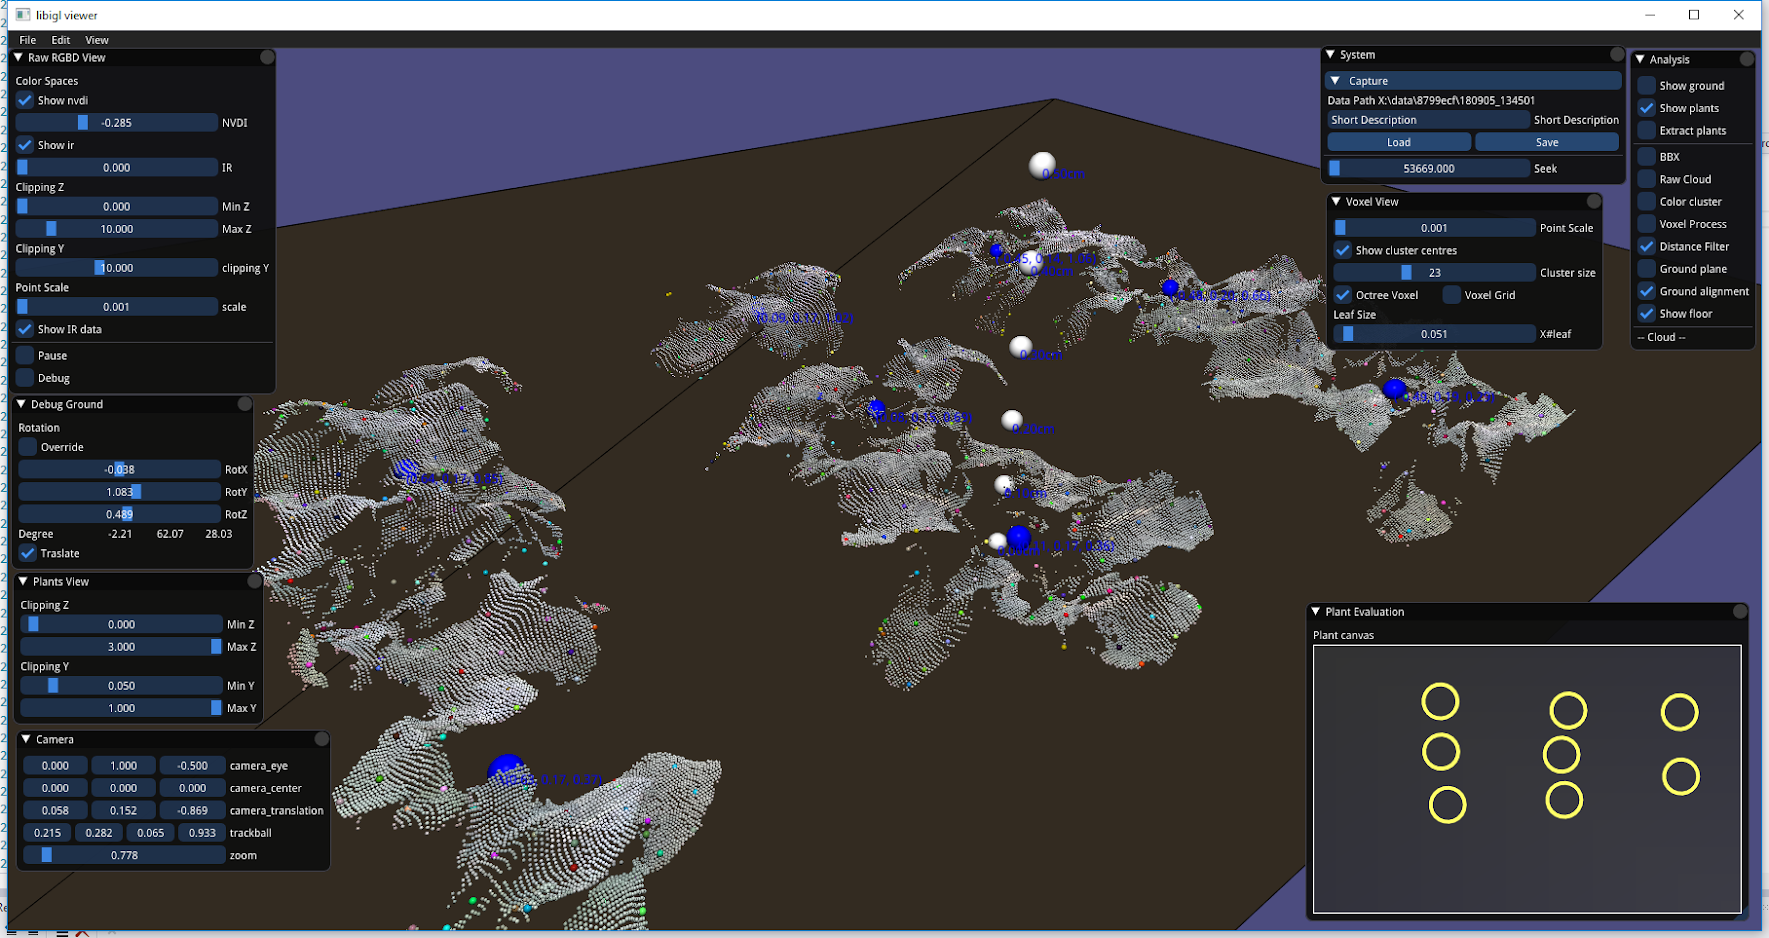 libigl viewer
File Edit View
Raw RGBD View
Color Spaces
Show nvdi
-0.285 NVDI
Show ir
0.000 IR
Clipping Z
0.000 Min Z
10.000 Max Z
Clipping Y
10.000 clipping Y
Point Scale
0.001 scale
Show IR data
Pause
Debug
Debug Ground
Rotation
Override
-0.038 RotX
1.083 RotY
0.489 RotZ
Degree -2.21 62.07 28.03
Traslate
Plants View
Clipping Z
0.000 Min Z
3.000 Max Z
Clipping Y
0.050 Min Y
1.000 Max Y
Camera
0.000 1.000 -0.500 camera_eye
0.000 0.000 0.000 camera_center
0.058 0.152 -0.869 camera_translation
0.215 0.282 0.065 0.933 trackball
0.778 zoom
0.50cm
0.40cm
0.20cm
0.10cm
System
Capture
Data Path X:\data\8799ecf\180905_134501
Short Description Short Description
Load Save
53669.000 Seek
Voxel View
0.001 Point Scale
Show cluster centres
23 Cluster size
Octree Voxel Voxel Grid
Leaf Size
0.051 X#leaf
Analysis
Show ground
Show plants
Extract plants
BBX
Raw Cloud
Color cluster
Voxel Process
Distance Filter
Ground plane
Ground alignment
Show floor
-- Cloud --
Plant Evaluation
Plant canvas